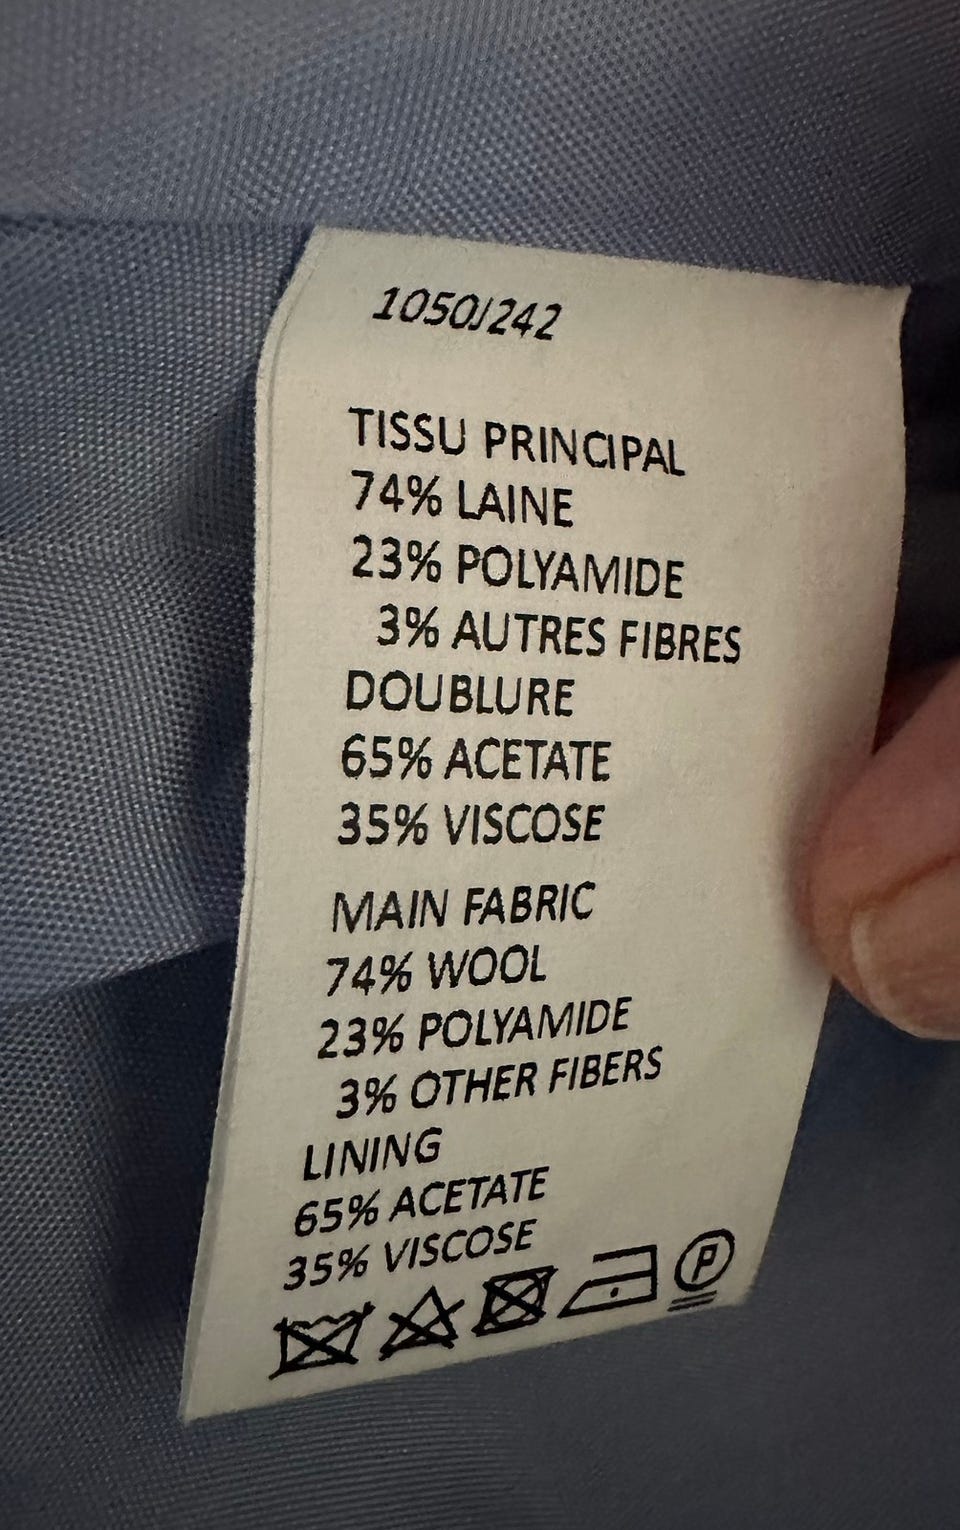 1050J242
TISSU PRINCIPAL
74% LAINE
23% POLYAMIDE
3% AUTRES FIBRES
DOUBLURE
65% ACETATE
35% VISCOSE
MAIN FABRIC
74% WOOL
23% POLYAMIDE
3% OTHER FIBERS
LINING
65% ACETATE
35% VISCOSE
P